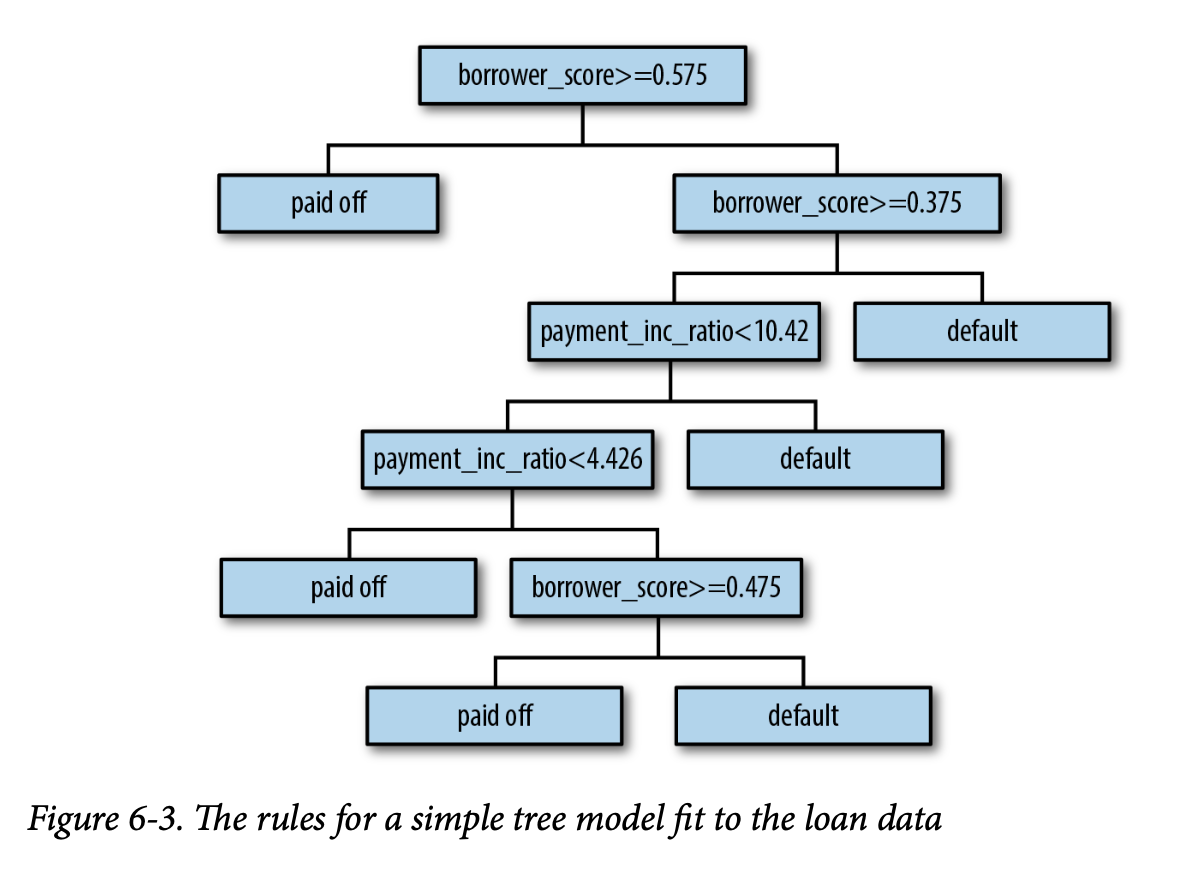 borrower_score>=0.575
paid off
borrower_score>=0.375
payment_inc_ratio<10.42
default
payment_inc_ratio<4.426
default
paid off
borrower_score>=0.475
paid off
default
Figure 6-3. The rules for a simple tree model fit to the loan data